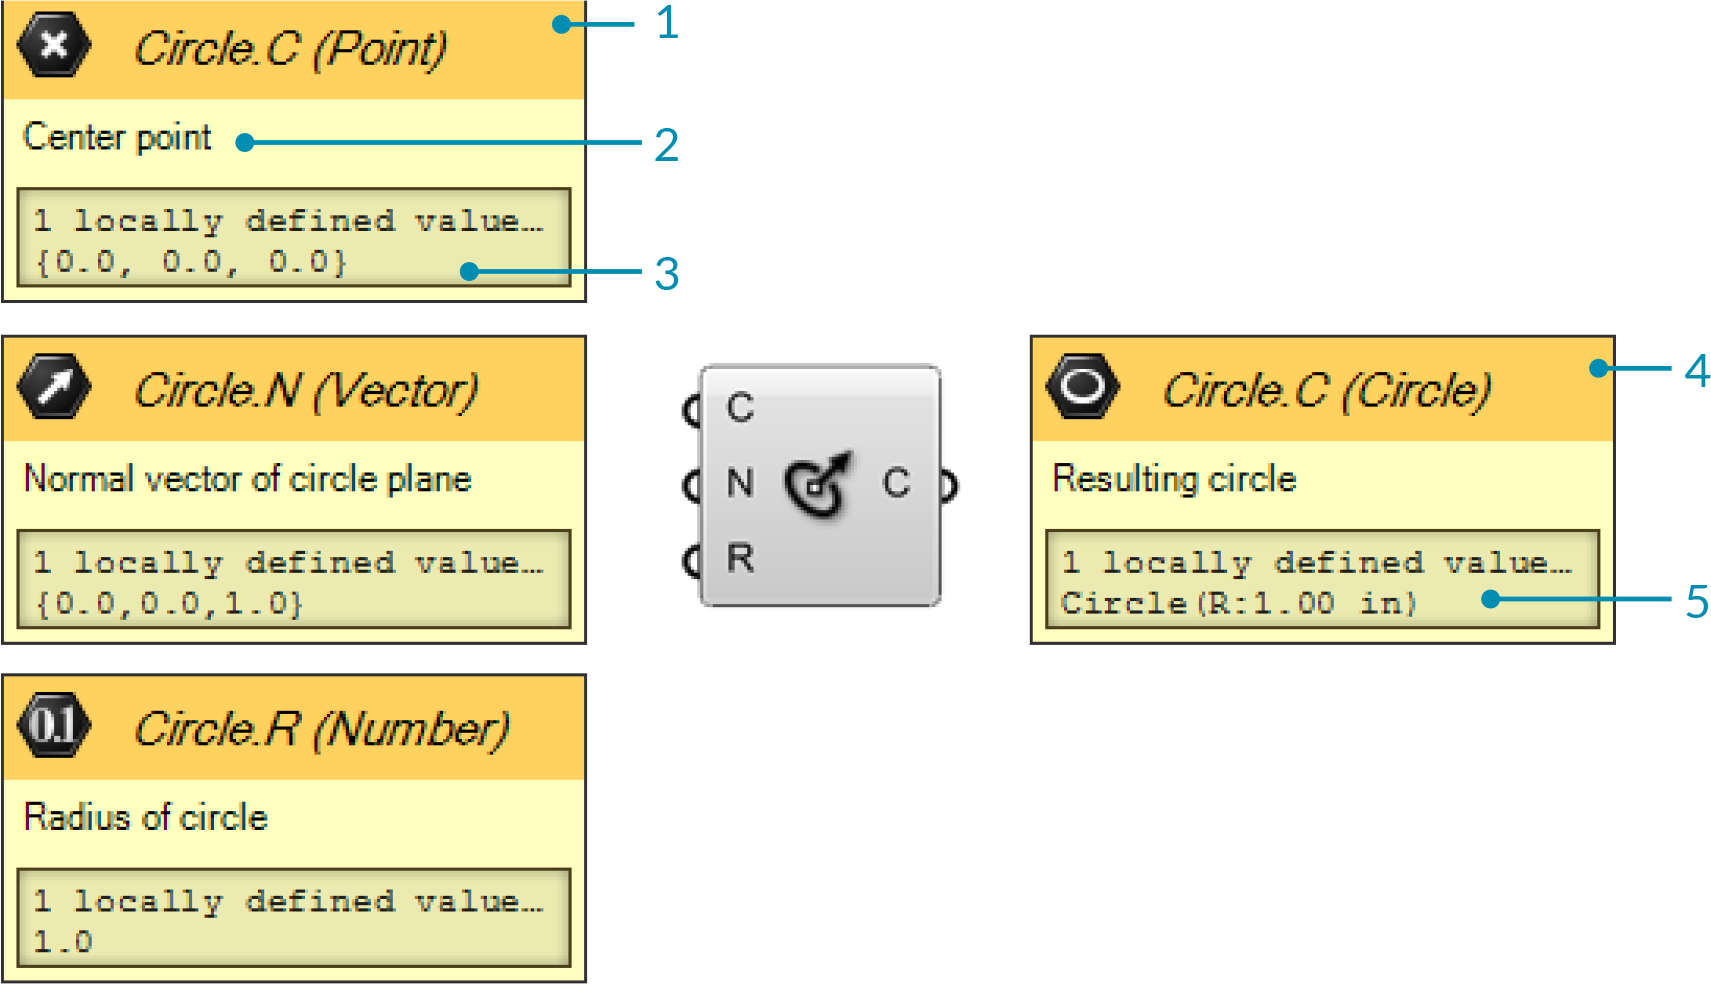 Circle.C (Point)
1
Center point
2
1 locally defined value…
{0.0, 0.0, 0.0}
3
Circle.N (Vector)
Normal vector of circle plane
1 locally defined value…
{0.0,0.0,1.0}
C
N
R
C
Circle.C (Circle)
4
Resulting circle
1 locally defined value…
Circle(R:1.00 in)
5
0.1
Circle.R (Number)
Radius of circle
1 locally defined value…
1.0